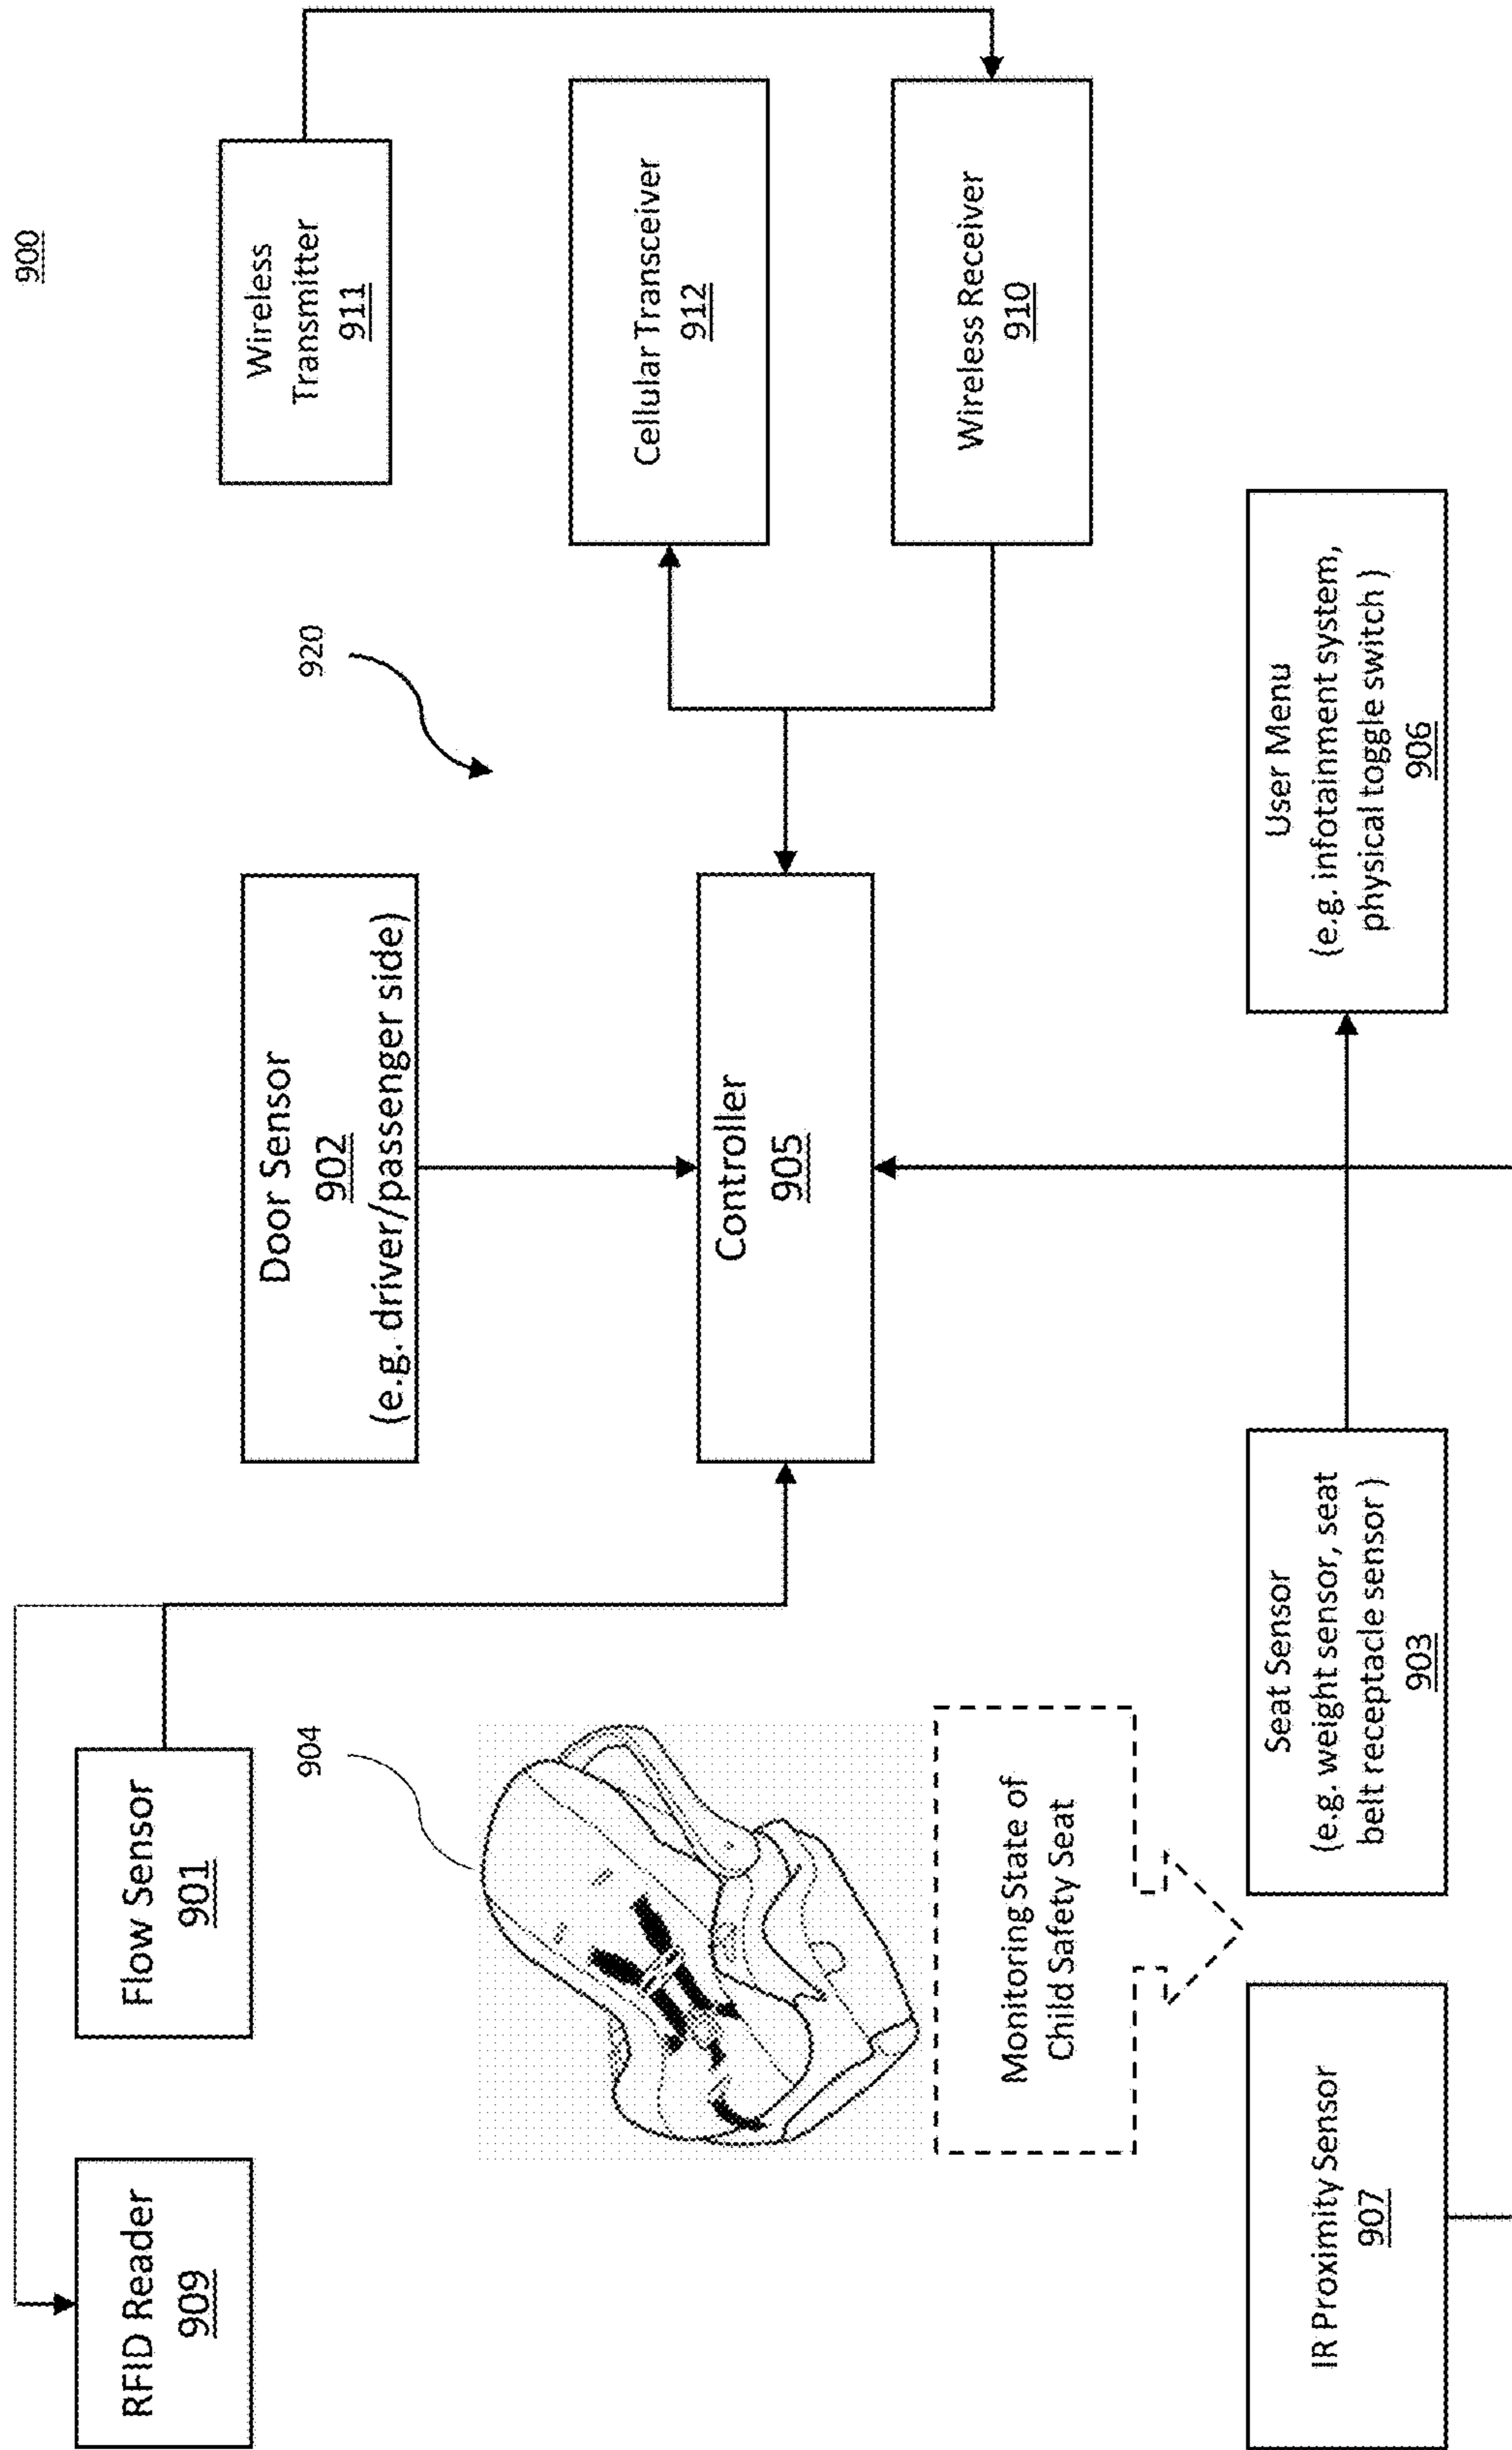 900
RFID Reader
909
Flow Sensor
901
Door Sensor
902
(e.g. driver/passenger side)
Wireless
Transmitter
911
904
920
Cellular Transceiver
912
Controller
905
Wireless Receiver
910
Monitoring State of
Child Safety Seat
IR Proximity Sensor
907
Seat Sensor
(e.g. weight sensor, seat
belt receptacle sensor )
903
User Menu
(e.g. infotainment system,
physical toggle switch )
906